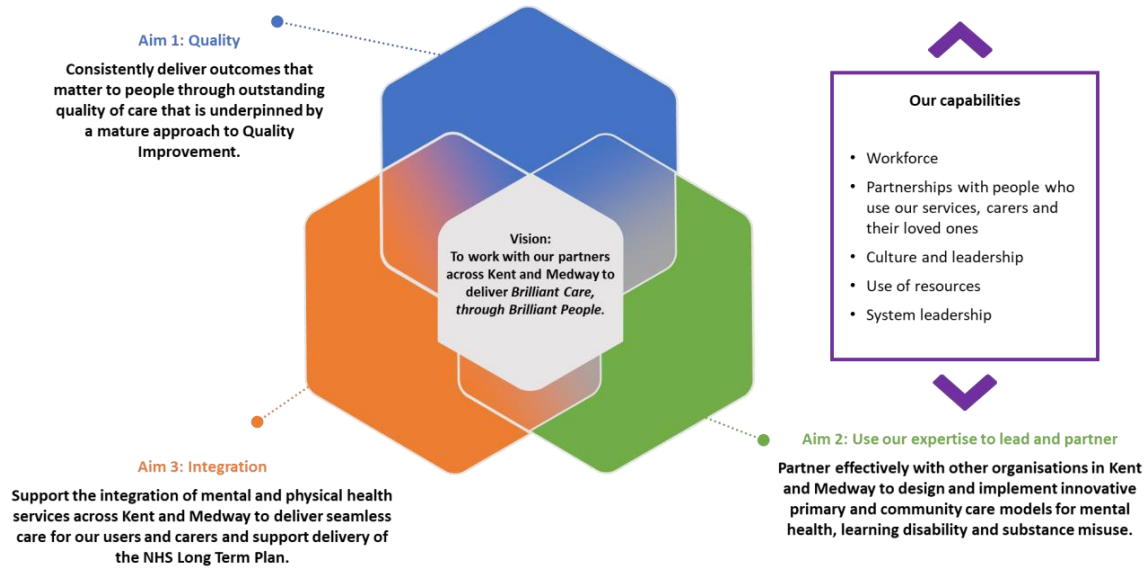 Aim 1: Quality
Consistently deliver outcomes that
matter to people through outstanding
quality of care that is underpinned by
a mature approach to Quality
Improvement.
Vision:
To work with our partners
across Kent and Medway to
deliver Brilliant Care,
through Brilliant People.
Our capabilities
• Workforce
• Partnerships with people who
use our services, carers and
their loved ones
• Culture and leadership
• Use of resources
• System leadership
Aim 3: Integration
Support the integration of mental and physical health
services across Kent and Medway to deliver seamless
care for our users and carers and support delivery of
the NHS Long Term Plan.
Aim 2: Use our expertise to lead and partner
Partner effectively with other organisations in Kent
and Medway to design and implement innovative
primary and community care models for mental
health, learning disability and substance misuse.